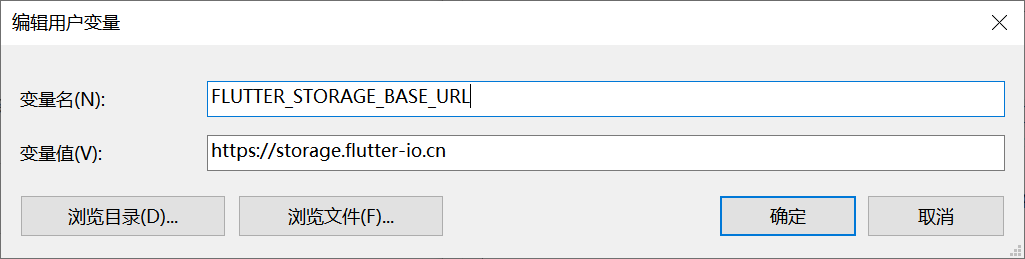 编辑用户变量
变量名(N): FLUTTER_STORAGE_BASE_URL
变量值(V): https://storage.flutter-io.cn
浏览目录(D)... 浏览文件(F)... 确定 取消